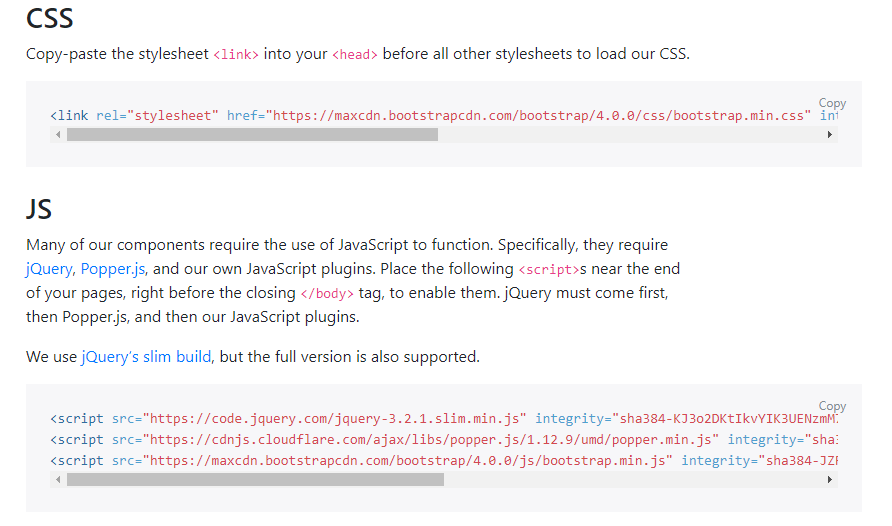 CSS
Copy-paste the stylesheet <link> into your <head> before all other stylesheets to load our CSS.
Copy
<link rel="stylesheet" href="https://maxcdn.bootstrapcdn.com/bootstrap/4.0.0/css/bootstrap.min.css" int
JS
Many of our components require the use of JavaScript to function. Specifically, they require
jQuery, Popper.js, and our own JavaScript plugins. Place the following <script>s near the end
of your pages, right before the closing </body> tag, to enable them. jQuery must come first,
then Popper.js, and then our JavaScript plugins.
We use jQuery’s slim build, but the full version is also supported.
Copy
<script src="https://code.jquery.com/jquery-3.2.1.slim.min.js" integrity="sha384-KJ3o2DKtIkvYIK3UENzmM
<script src="https://cdnjs.cloudflare.com/ajax/libs/popper.js/1.12.9/umd/popper.min.js" integrity="sha3
<script src="https://maxcdn.bootstrapcdn.com/bootstrap/4.0.0/js/bootstrap.min.js" integrity="sha384-JZ